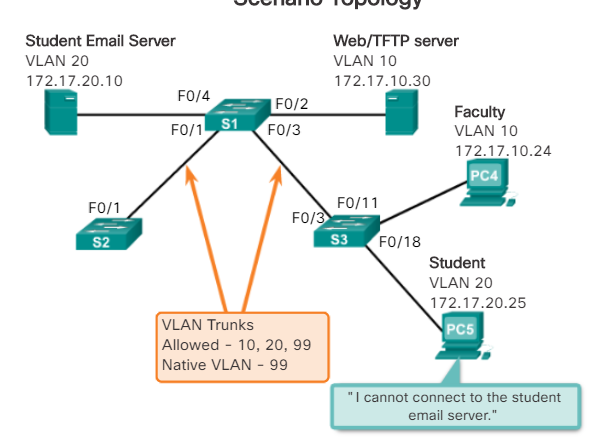 Scenario Topology
Student Email Server
VLAN 20
172.17.20.10
Web/TFTP server
VLAN 10
172.17.10.30
F0/4
F0/2
S1
F0/1
F0/3
Faculty
VLAN 10
172.17.10.24
PC4
F0/1
S2
F0/11
F0/3
S3
F0/18
Student
VLAN 20
172.17.20.25
PC5
VLAN Trunks
Allowed - 10, 20, 99
Native VLAN - 99
"I cannot connect to the student
email server."